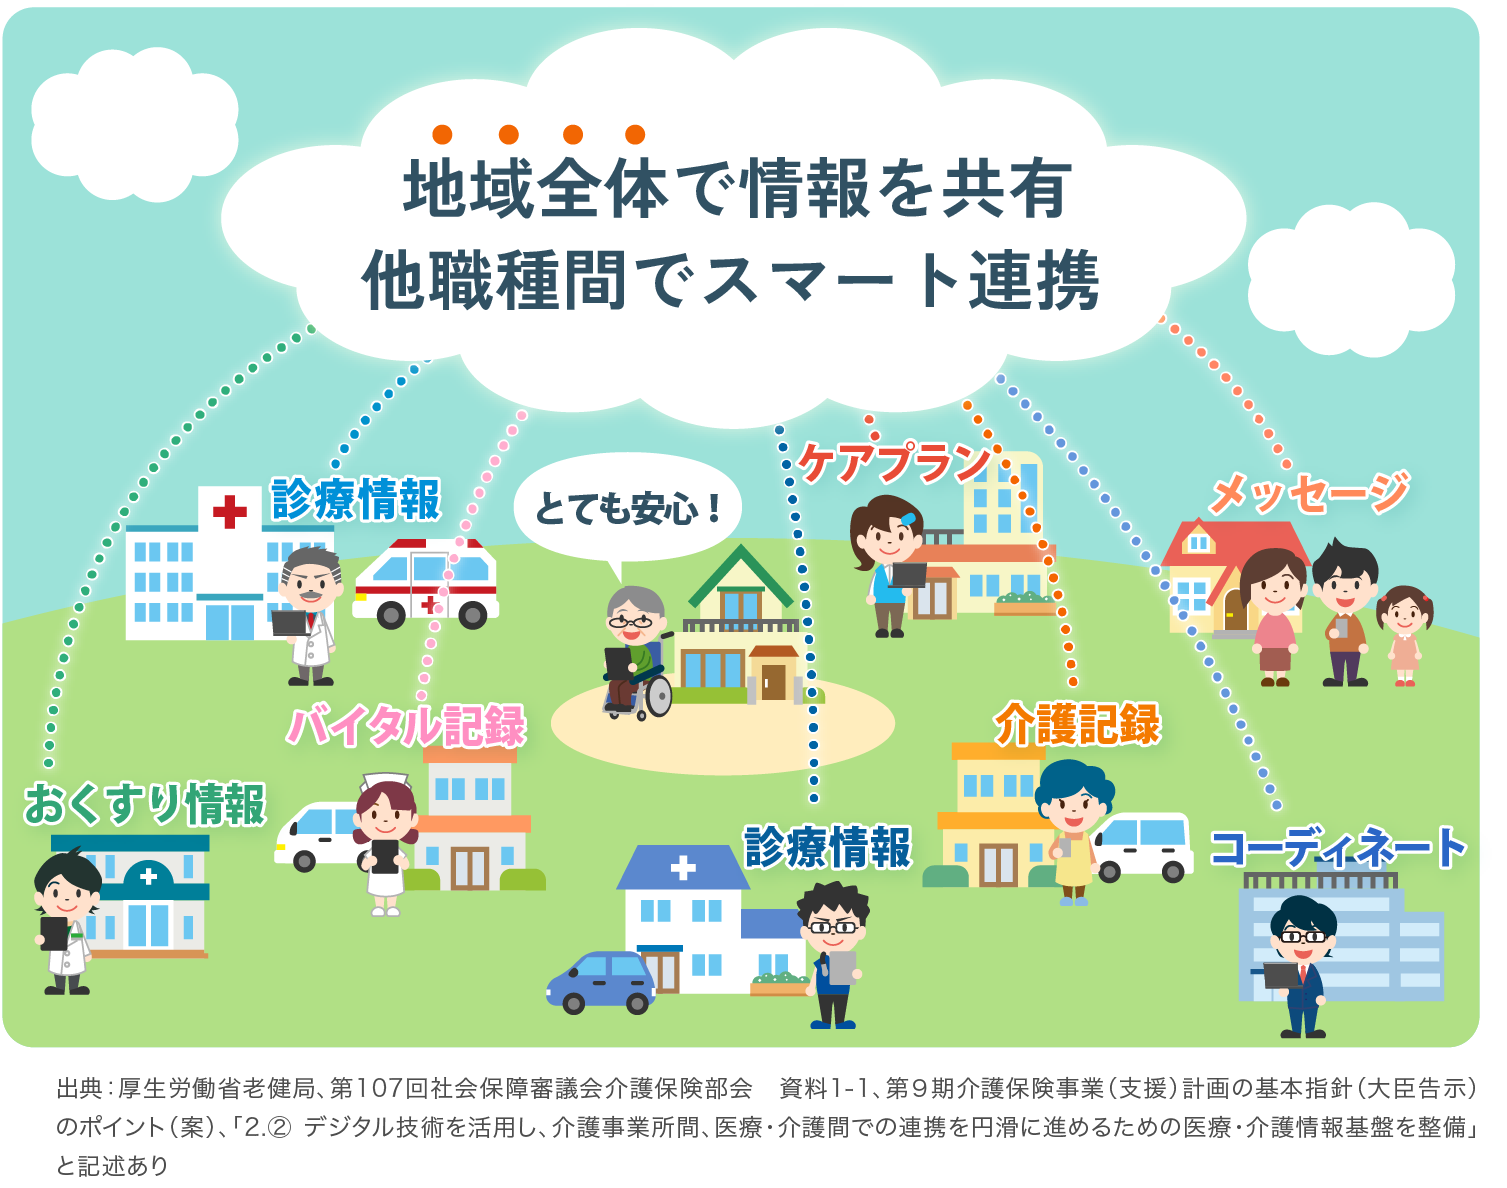 地域全体で情報を共有
他職種間でスマート連携
診療情報
とても安心！
ケアプラン
メッセージ
バイタル記録
介護記録
おくすり情報
診療情報
コーディネート
出典：厚生労働省老健局、第107回社会保障審議会介護保険部会　資料1-1、第９期介護保険事業（支援）計画の基本指針（大臣告示）
のポイント（案）、「2.② デジタル技術を活用し、介護事業所間、医療・介護間での連携を円滑に進めるための医療・介護情報基盤を整備」
と記述あり